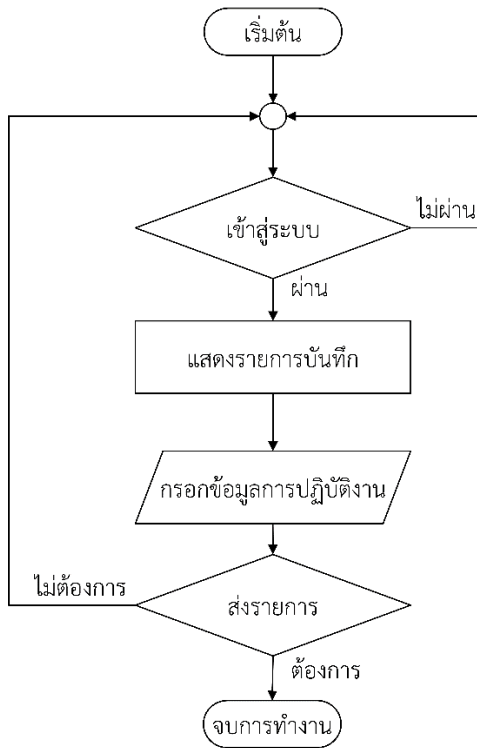 เริ่มต้น
เข้าสู่ระบบ
ไม่ผ่าน
ผ่าน
แสดงรายการบันทึก
กรอกข้อมูลการปฏิบัติงาน
ไม่ต้องการ
ส่งรายการ
ต้องการ
จบการทำงาน